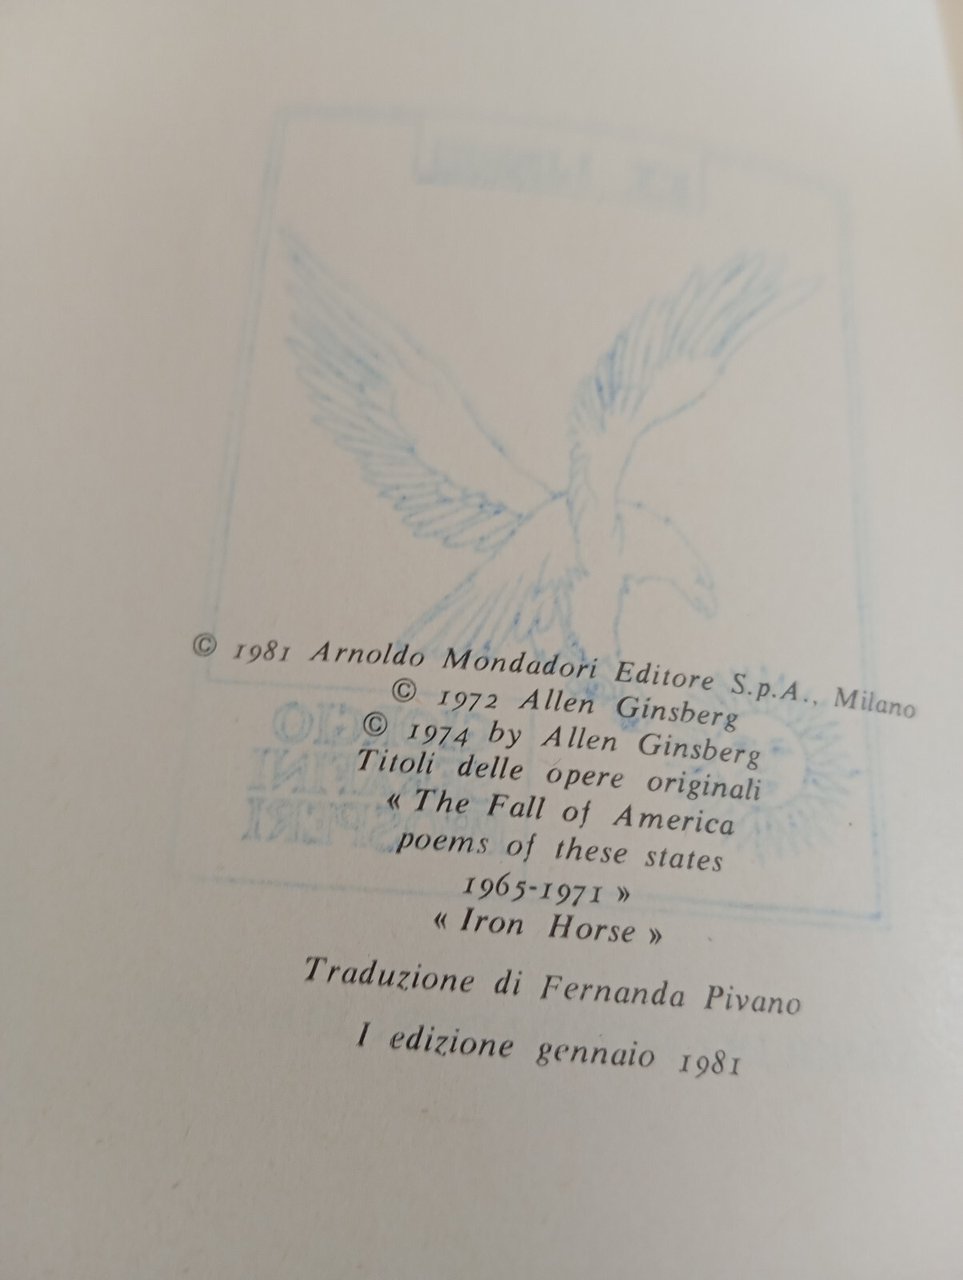 © 1981 Arnoldo Mondadori Editore S.p.A., Milano
© 1972 Allen Ginsberg
© 1974 by Allen Ginsberg
Titoli delle opere originali
« The Fall of America
poems of these states
1965-1971 »
« Iron Horse »
Traduzione di Fernanda Pivano
I edizione gennaio 1981